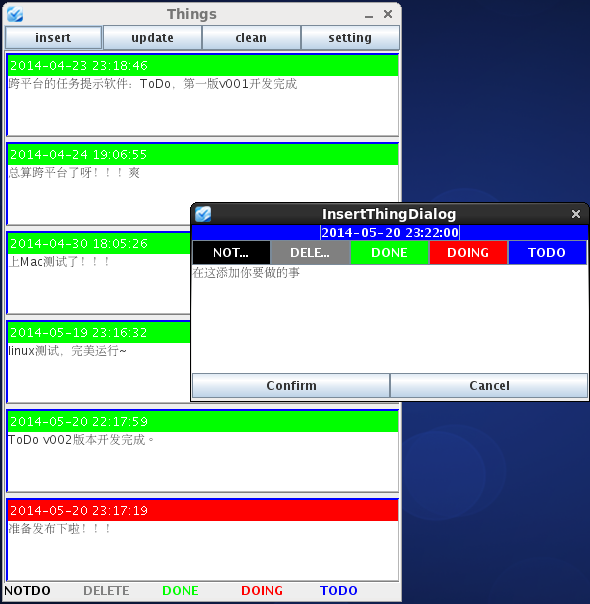 Things
insert update clean setting
2014-04-23 23:18:46
跨平台的任务提示软件：ToDo，第一版v001开发完成
2014-04-24 19:06:55
总算跨平台了呀！！！爽
2014-04-30 18:05:26
上Mac测试了！！！
2014-05-19 23:16:32
linux测试，完美运行~
2014-05-20 22:17:59
ToDo v002版本开发完成。
2014-05-20 23:17:19
准备发布下啦！！！
NOTDO DELETE DONE DOING TODO
InsertThingDialog
2014-05-20 23:22:00
NOT... DELE... DONE DOING TODO
在这添加你要做的事
Confirm Cancel